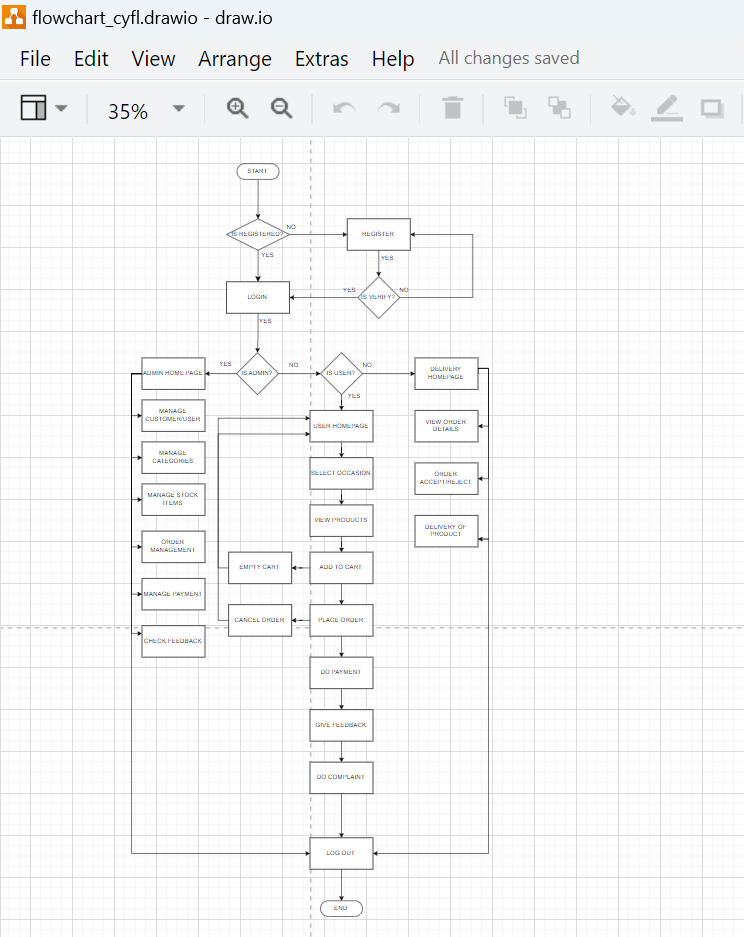 flowchart_cyfl.drawio - draw.io
File Edit View Arrange Extras Help All changes saved
35%
START
IS REGISTERED?
NO
REGISTER
YES
YES
LOGIN
YES
IS VERIFY?
NO
YES
ADMIN HOME PAGE
YES
IS ADMIN?
NO
IS USER?
NO
DELIVERY
HOMEPAGE
YES
MANAGE
CUSTOMER/USER
USER HOMEPAGE
VIEW ORDER
DETAILS
MANAGE
CATEGORIES
SELECT OCCASION
ORDER
ACCEPT/REJECT
MANAGE STOCK
ITEMS
VIEW PRODUCTS
DELIVERY OF
PRODUCT
ORDER
MANAGEMENT
EMPTY CART
ADD TO CART
MANAGE PAYMENT
CANCEL ORDER
PLACE ORDER
CHECK FEEDBACK
DO PAYMENT
GIVE FEEDBACK
DO COMPLAINT
LOG OUT
END